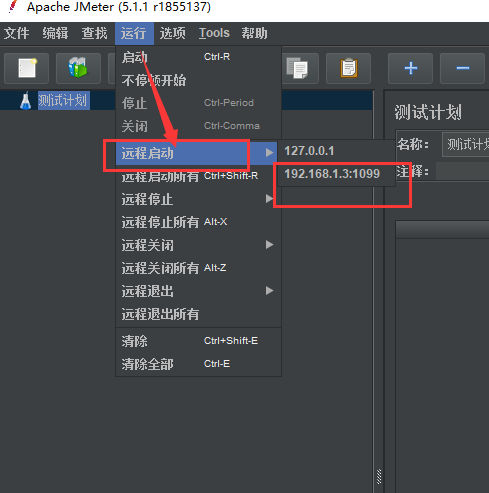 Apache JMeter (5.1.1 r1855137)
文件 编辑 查找 运行 选项 Tools 帮助
启动 Ctrl-R
不停顿开始
停止 Ctrl-Period
关闭 Ctrl-Comma
远程启动
远程启动所有 Ctrl+Shift-R
远程停止
远程停止所有 Alt-X
远程关闭
远程关闭所有 Alt-Z
远程退出
远程退出所有
清除 Ctrl+Shift-E
清除全部 Ctrl-E
127.0.0.1
192.168.1.3:1099
测试计划
测试计划
名称： 测试计划
注释：